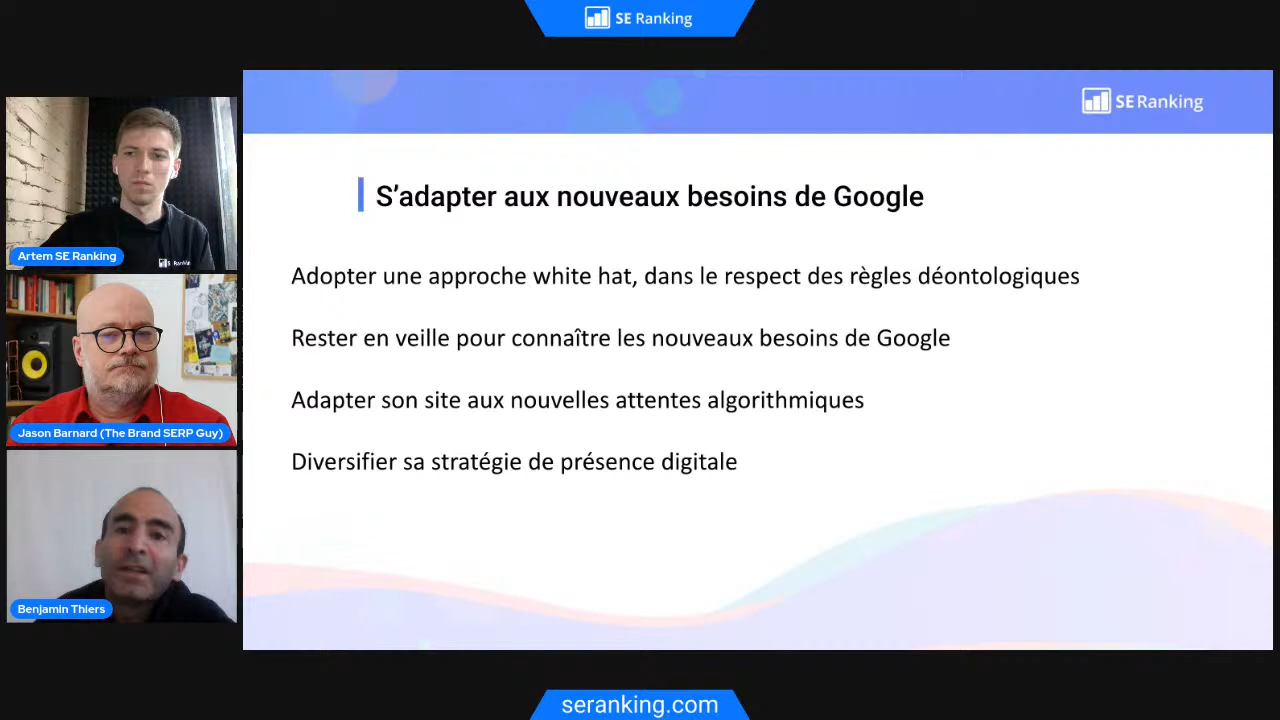 SE Ranking
SE Ranking
S’adapter aux nouveaux besoins de Google
Adopter une approche white hat, dans le respect des règles déontologiques
Rester en veille pour connaître les nouveaux besoins de Google
Adapter son site aux nouvelles attentes algorithmiques
Diversifier sa stratégie de présence digitale
SE Ranking
Artem SE Ranking
Jason Barnard (The Brand SERP Guy)
Benjamin Thiers
seranking.com